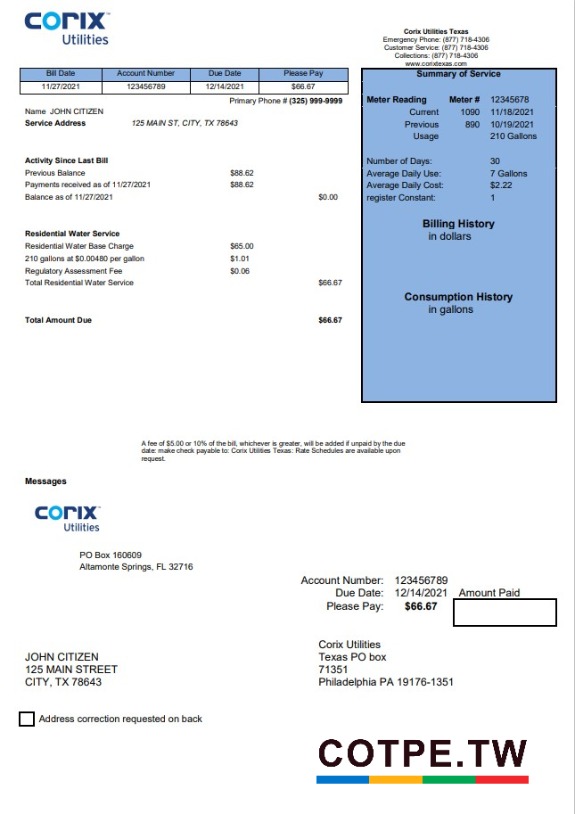 CORIX™
Utilities
Corix Utilities Texas
Emergency Phone: (877) 718-4306
Customer Service: (877) 718-4306
Collections: (877) 718-4306
www.corixtexas.com
Bill Date Account Number Due Date Please Pay
11/27/2021 123456789 12/14/2021 $66.67
Primary Phone # (325) 999-9999
Name JOHN CITIZEN
Service Address 125 MAIN ST, CITY, TX 78643
Summary of Service
Meter Reading Meter # 12345678
Current 1090 11/18/2021
Previous 890 10/19/2021
Usage 210 Gallons
Number of Days: 30
Average Daily Use: 7 Gallons
Average Daily Cost: $2.22
register Constant: 1
Billing History
in dollars
Consumption History
in gallons
Activity Since Last Bill
Previous Balance $88.62
Payments received as of 11/27/2021 $88.62
Balance as of 11/27/2021 $0.00
Residential Water Service
Residential Water Base Charge $65.00
210 gallons at $0.00480 per gallon $1.01
Regulatory Assessment Fee $0.06
Total Residential Water Service $66.67
Total Amount Due $66.67
A fee of $5.00 or 10% of the bill, whichever is greater, will be added if unpaid by the due
date: make check payable to: Corix Utilities Texas: Rate Schedules are available upon
request.
Messages
CORIX™
Utilities
PO Box 160609
Altamonte Springs, FL 32716
Account Number: 123456789
Due Date: 12/14/2021 Amount Paid
Please Pay: $66.67
JOHN CITIZEN
125 MAIN STREET
CITY, TX 78643
Corix Utilities
Texas PO box
71351
Philadelphia PA 19176-1351
Address correction requested on back
COTPE.TW